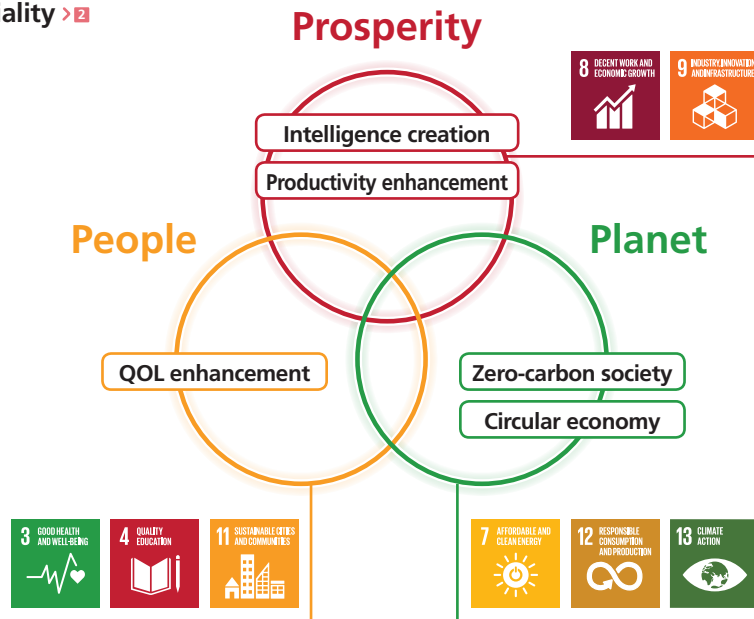 iality > 2
Prosperity
8 DECENT WORK AND
ECONOMIC GROWTH
9 INDUSTRY, INNOVATION
AND INFRASTRUCTURE
Intelligence creation
Productivity enhancement
People
Planet
QOL enhancement
Zero-carbon society
Circular economy
3 GOOD HEALTH
AND WELL-BEING
4 QUALITY
EDUCATION
11 SUSTAINABLE CITIES
AND COMMUNITIES
7 AFFORDABLE AND
CLEAN ENERGY
12 RESPONSIBLE
CONSUMPTION
AND PRODUCTION
13 CLIMATE
ACTION